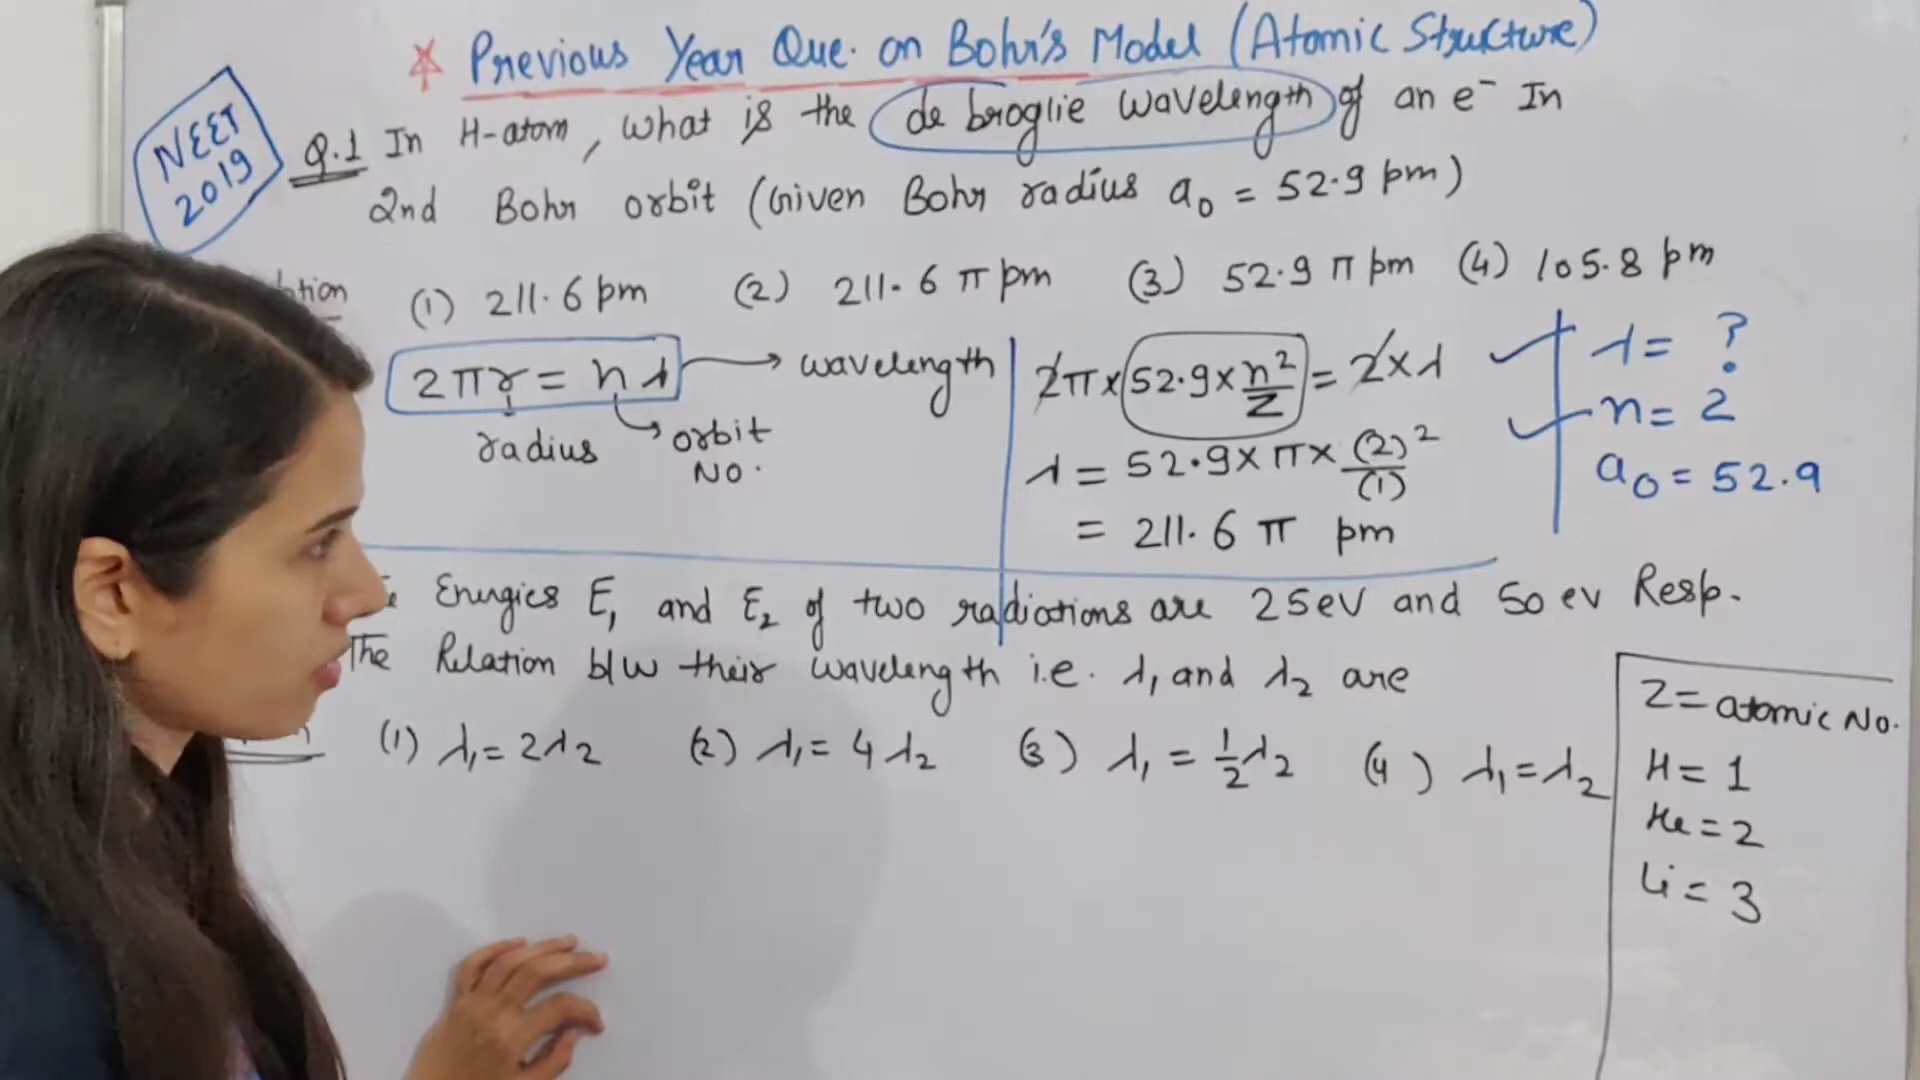 Previous Year Que. on Bohr's Model (Atomic Structure)
NEET
2019
Q.1 In H-atom, what is the de broglie wavelength of an e⁻ In
2nd Bohr orbit (Given Bohr radius a₀ = 52.9 pm)
(1) 211.6 pm (2) 211.6 π pm (3) 52.9 π pm (4) 105.8 pm
2πr = nλ → wavelength
radius
orbit
No.
2π × 52.9 × n²/Z = 2 × λ
λ = 52.9 × π × (2)²/(1)
= 211.6 π pm
λ = ?
n = 2
a₀ = 52.9
Energies E₁ and E₂ of two radiations are 25 eV and 50 ev Resp.
The Relation b/w their wavelength i.e. λ₁ and λ₂ are
(1) λ₁ = 2λ₂ (2) λ₁ = 4λ₂ (3) λ₁ = 1/2 λ₂ (4) λ₁ = λ₂
Z = atomic No.
H = 1
He = 2
Li = 3